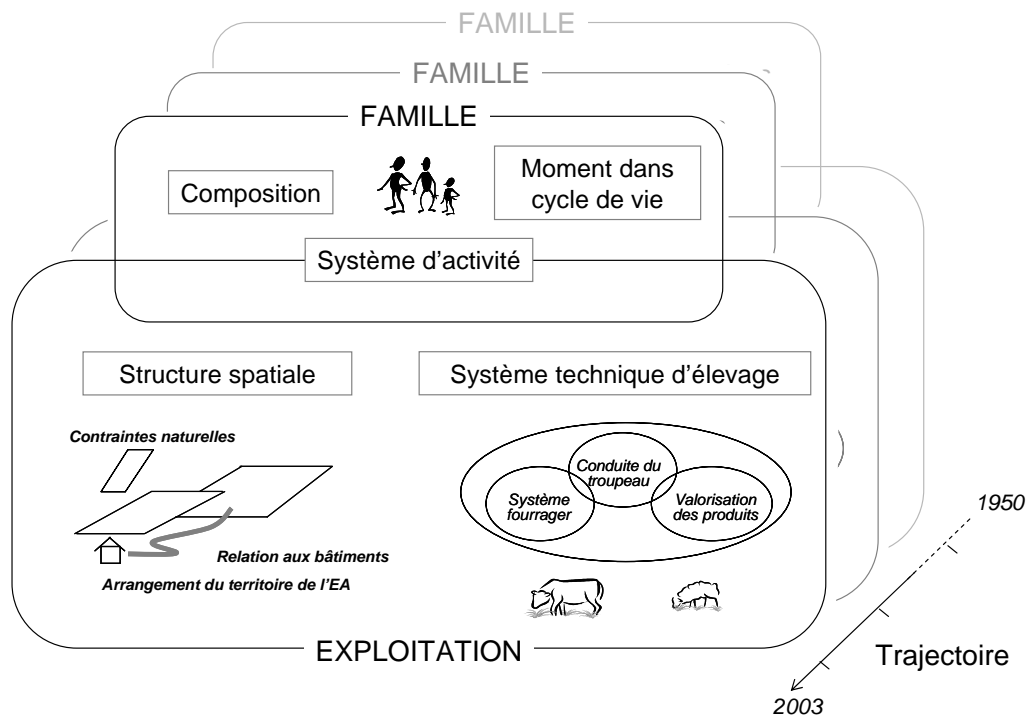 FAMILLE
FAMILLE
FAMILLE
Composition
Moment dans
cycle de vie
Système d'activité
Structure spatiale
Système technique d'élevage
Contraintes naturelles
Relation aux bâtiments
Arrangement du territoire de l'EA
Conduite du
troupeau
Système
fourrager
Valorisation
des produits
EXPLOITATION
1950
Trajectoire
2003